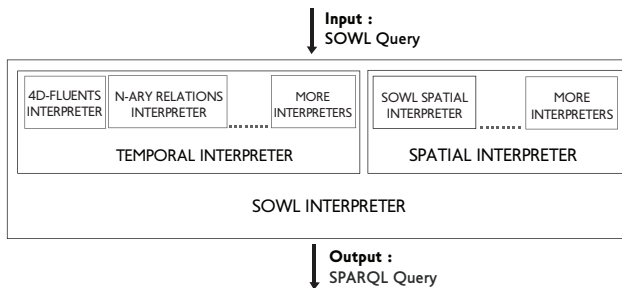 Input :
SOWL Query
4D-FLUENTS
INTERPRETER
N-ARY RELATIONS
INTERPRETER
MORE
INTERPRETERS
TEMPORAL INTERPRETER
SOWL SPATIAL
INTERPRETER
MORE
INTERPRETERS
SPATIAL INTERPRETER
SOWL INTERPRETER
Output :
SPARQL Query